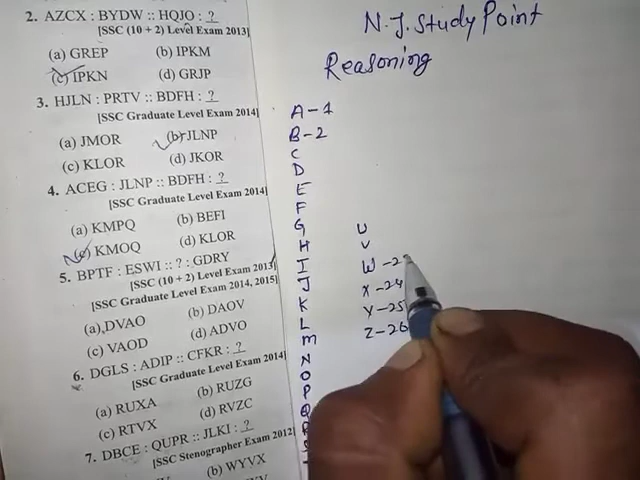 2. AZCX : BYDW :: HQJO : ?
[SSC (10 + 2) Level Exam 2013]
(a) GREP (b) IPKM
(c) IPKN (d) GRJP
3. HJLN : PRTV :: BDFH : ?
[SSC Graduate Level Exam 2014]
(a) JMOR (b) JLNP
(c) KLOR (d) JKOR
4. ACEG : JLNP :: BDFH : ?
[SSC Graduate Level Exam 2014]
(a) KMPQ (b) BEFI
(c) KMOQ (d) KLOR
5. BPTF : ESWI :: ? : GDRY
[SSC (10 + 2) Level Exam 2013]
[SSC Graduate Level Exam 2014, 2015]
(a) DVAO (b) DAOV
(c) VAOD (d) ADVO
6. DGLS : ADIP :: CFKR : ?
[SSC Graduate Level Exam 2014]
(a) RUXA (b) RUZG
(c) RTVX (d) RVZC
7. DBCE : QUPR :: JLKI : ?
[SSC Stenographer Exam 2012]
(b) WYVX
N.J. Study Point
Reasoning
A-1
B-2
C
D
E
F
G
H
I
J
K
L
M
N
O
P
Q
R
U
V
W-2
X-24
Y-25
Z-26